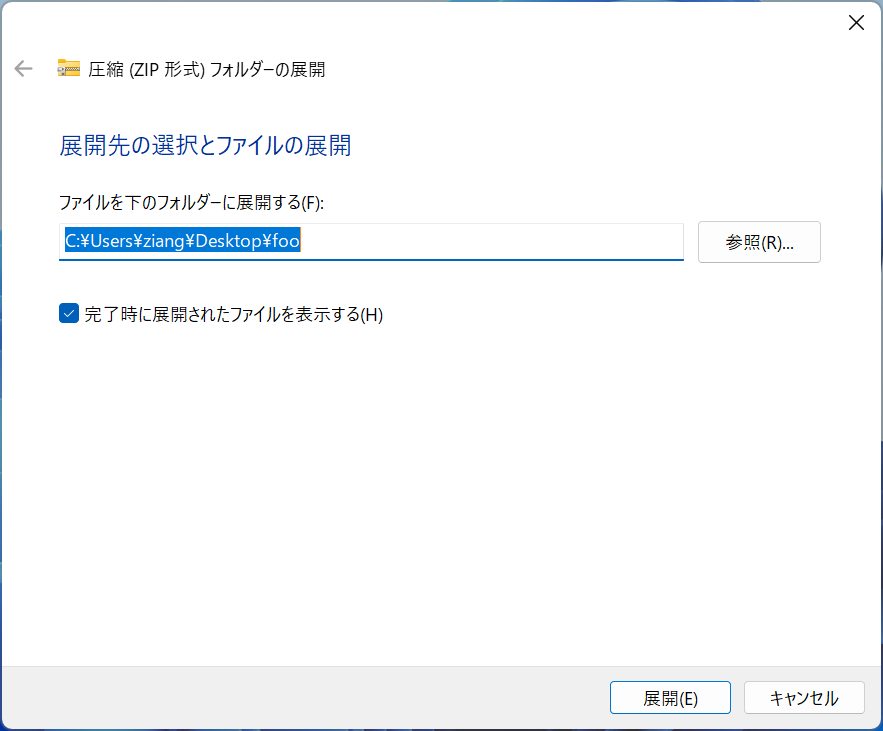 圧縮 (ZIP 形式) フォルダーの展開
展開先の選択とファイルの展開
ファイルを下のフォルダーに展開する(F):
C:¥Users¥ziang¥Desktop¥foo
参照(R)...
完了時に展開されたファイルを表示する(H)
展開(E)
キャンセル